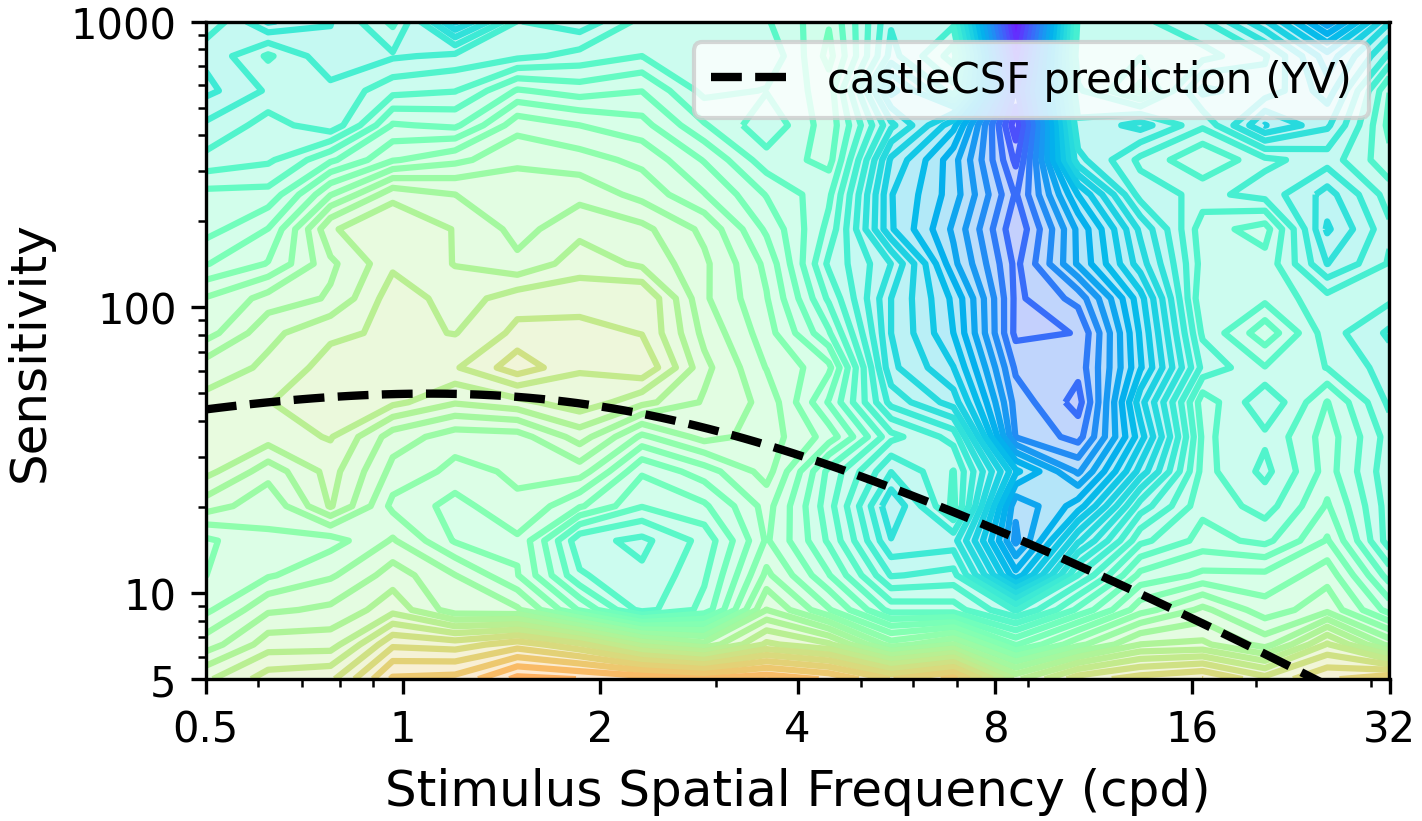 1000
castleCSF prediction (YV)
Sensitivity
100
10
5
0.5 1 2 4 8 16 32
Stimulus Spatial Frequency (cpd)